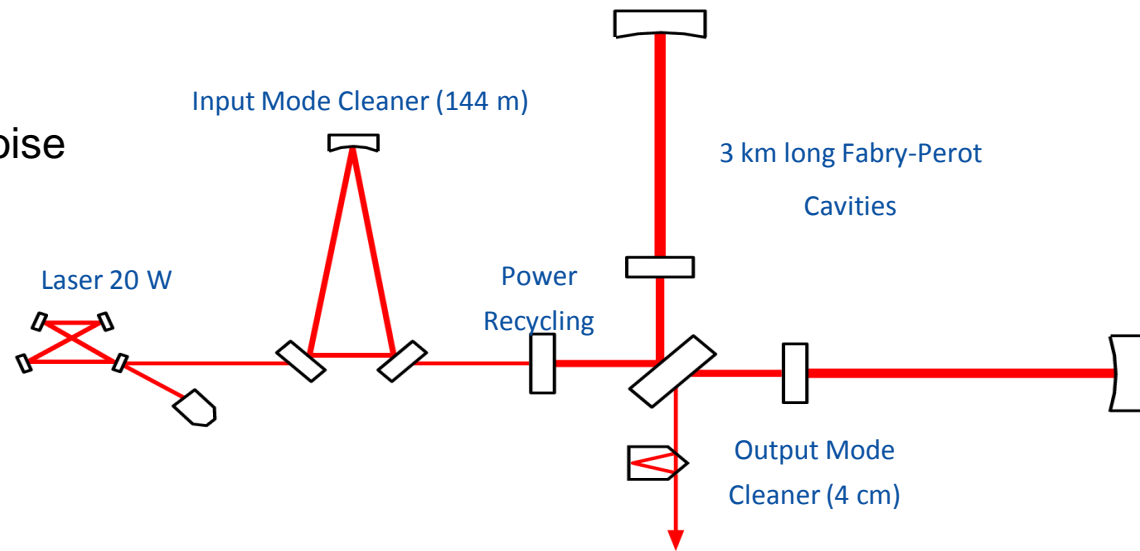 Input Mode Cleaner (144 m)
3 km long Fabry-Perot
Cavities
Laser 20 W
Power
Recycling
Output Mode
Cleaner (4 cm)